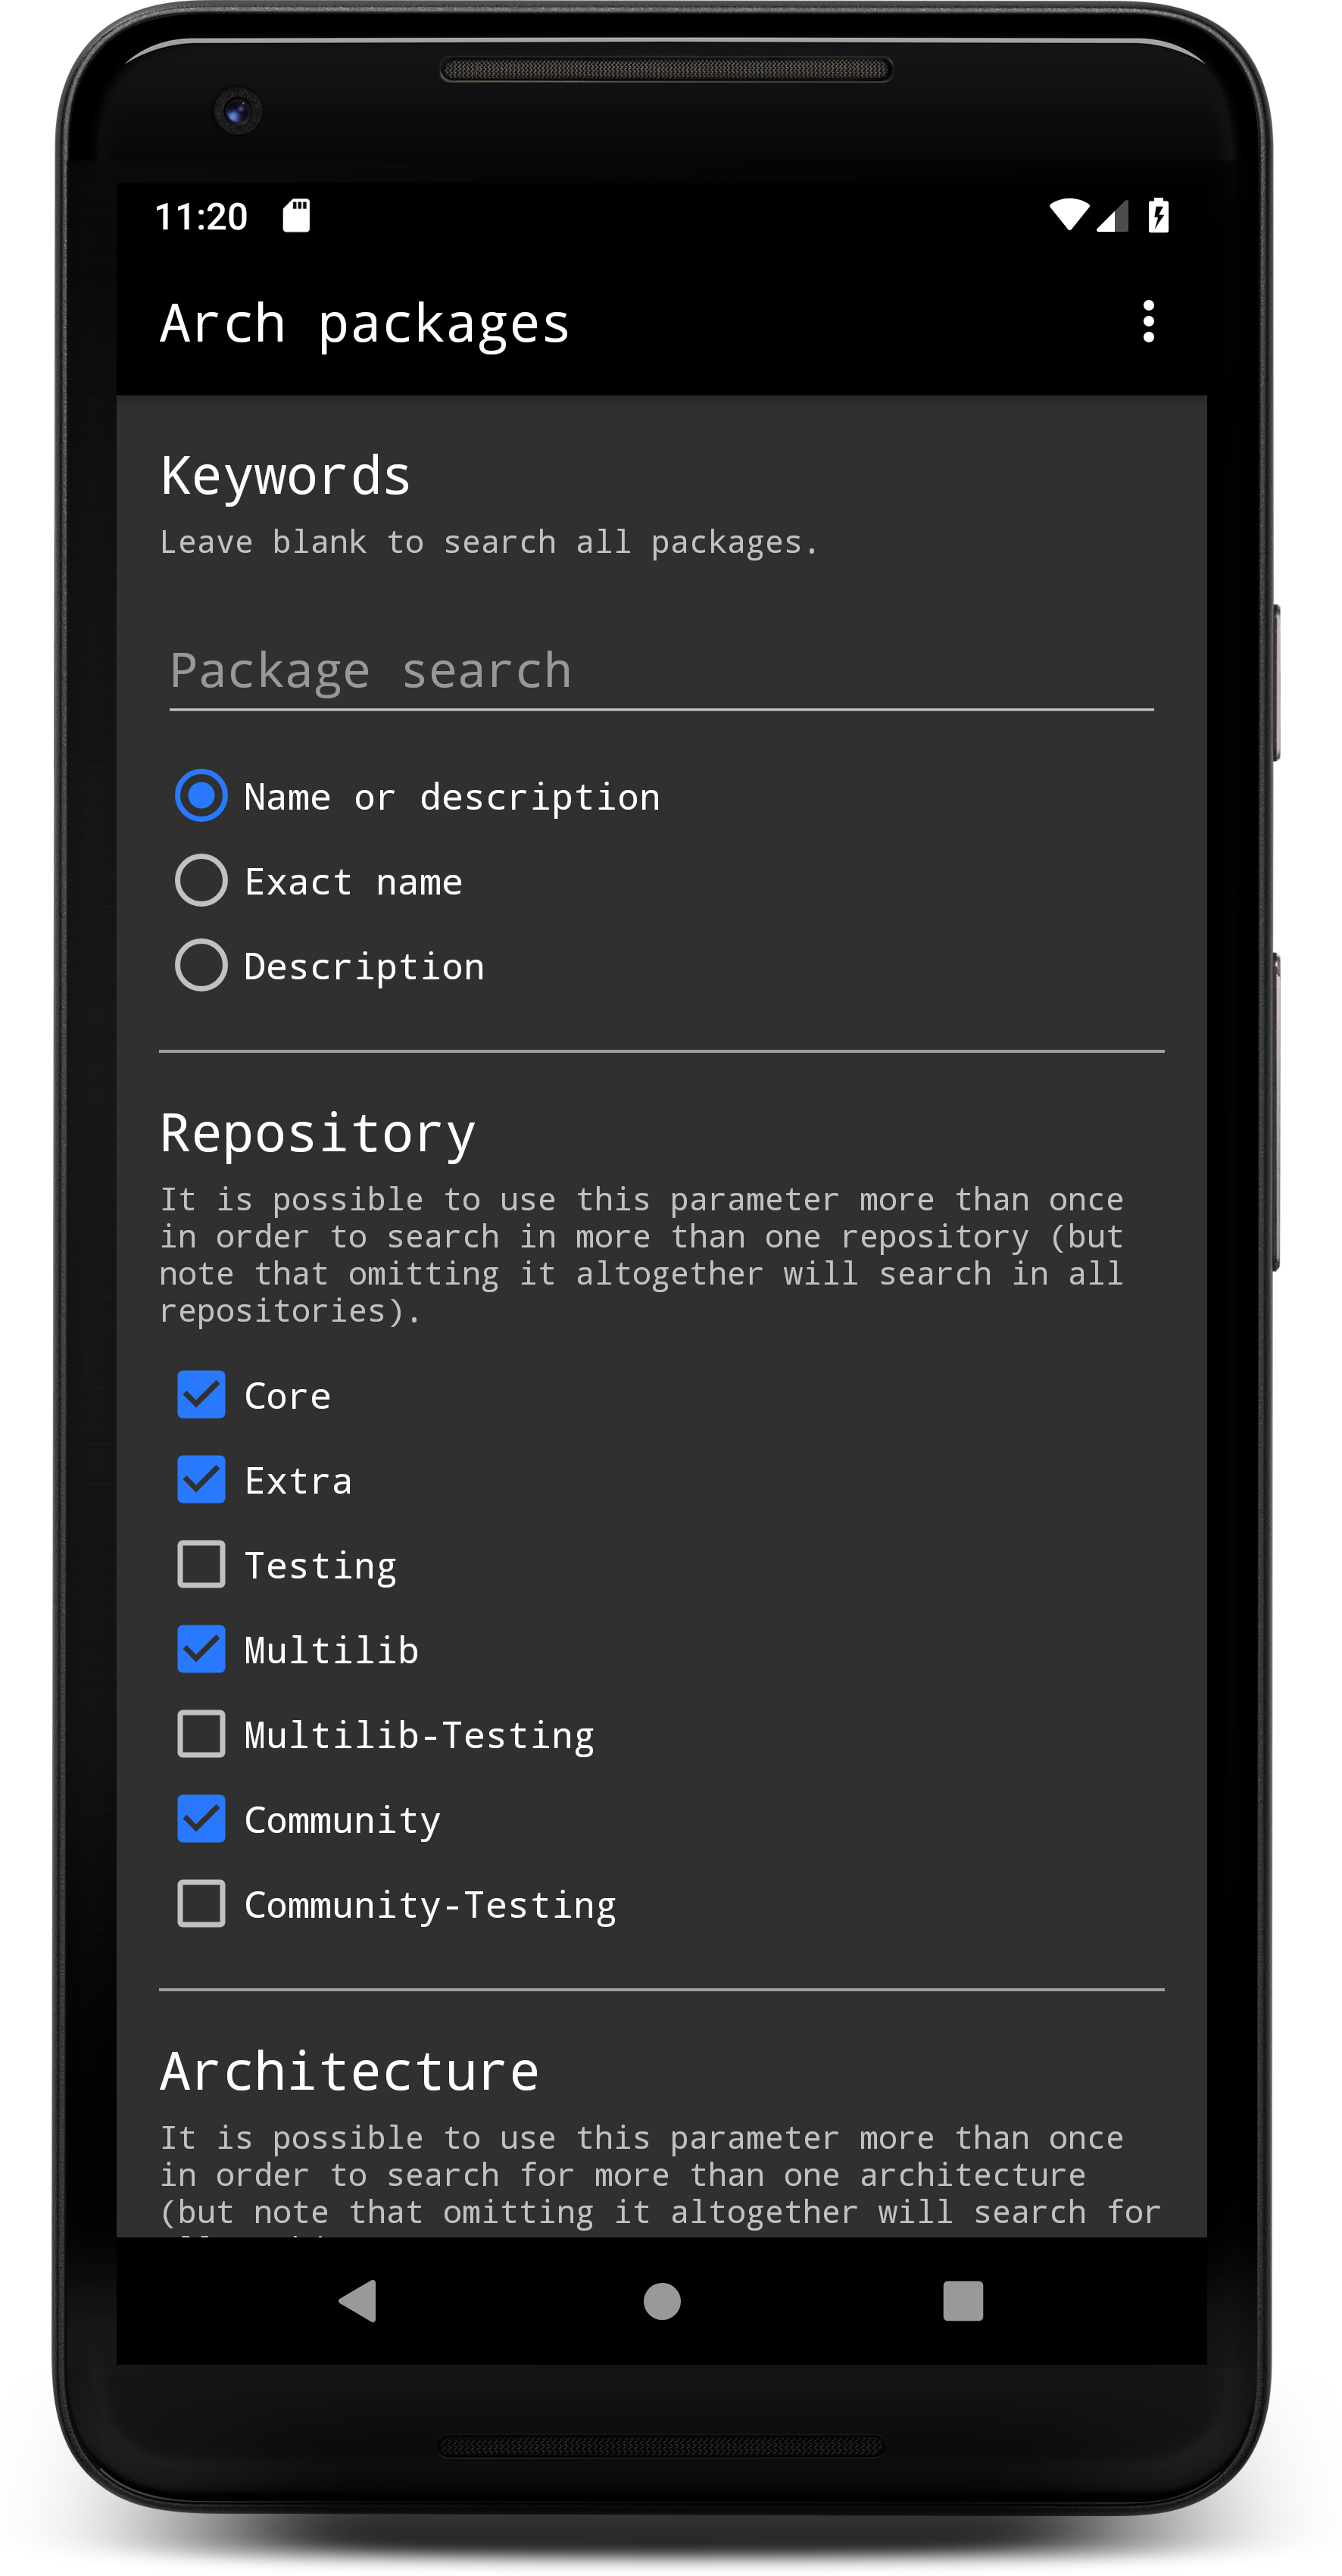 11:20
Arch packages
Keywords
Leave blank to search all packages.
Package search
Name or description
Exact name
Description
Repository
It is possible to use this parameter more than once
in order to search in more than one repository (but
note that omitting it altogether will search in all
repositories).
Core
Extra
Testing
Multilib
Multilib-Testing
Community
Community-Testing
Architecture
It is possible to use this parameter more than once
in order to search for more than one architecture
(but note that omitting it altogether will search for